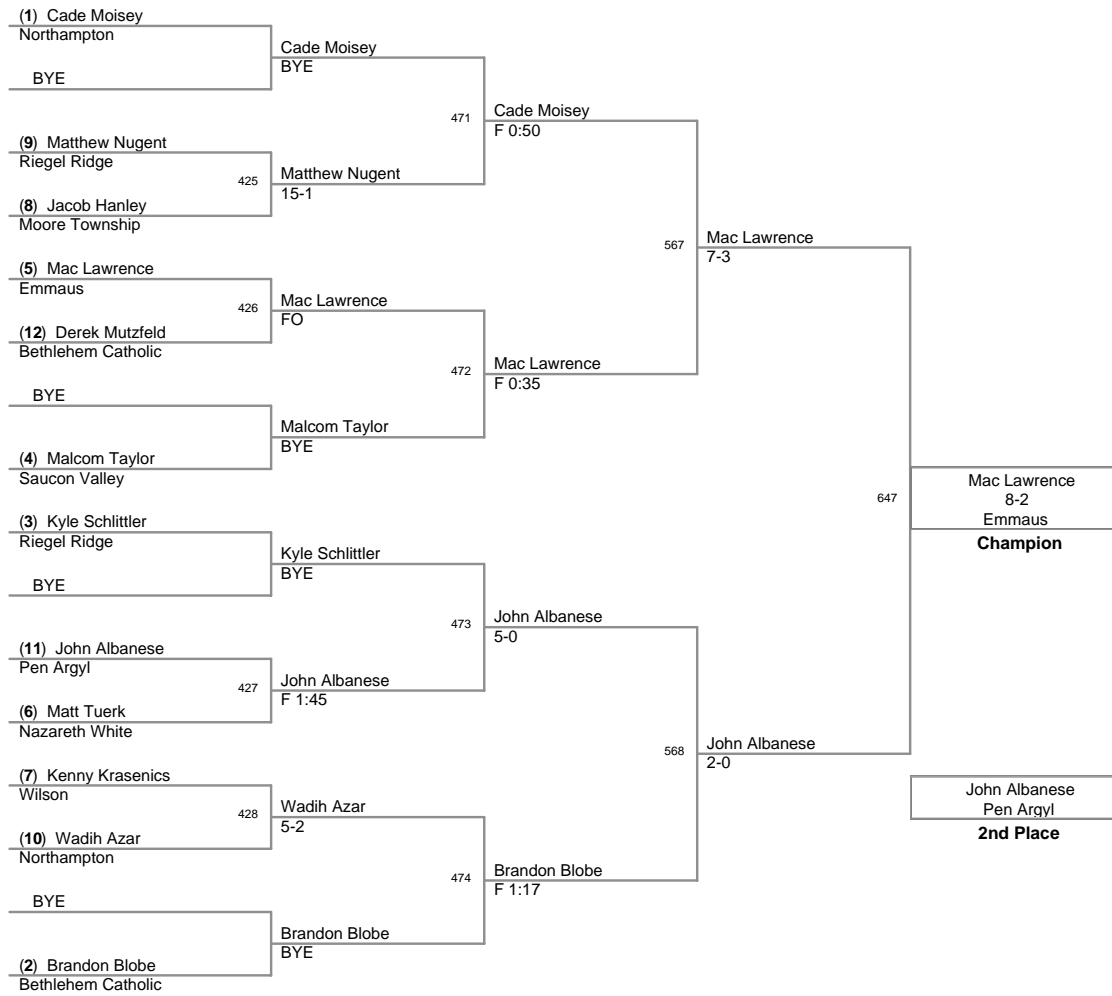 (1) Cade Moisey
Northampton
BYE
(9) Matthew Nugent
Riegel Ridge
(8) Jacob Hanley
Moore Township
(5) Mac Lawrence
Emmaus
(12) Derek Mutzfeld
Bethlehem Catholic
BYE
(4) Malcom Taylor
Saucon Valley
(3) Kyle Schlittler
Riegel Ridge
BYE
(11) John Albanese
Pen Argyl
(6) Matt Tuerk
Nazareth White
(7) Kenny Krasenics
Wilson
(10) Wadih Azar
Northampton
BYE
(2) Brandon Blobe
Bethlehem Catholic
Cade Moisey
BYE
425
Matthew Nugent
15-1
426
Mac Lawrence
FO
Malcom Taylor
BYE
Kyle Schlittler
BYE
427
John Albanese
F 1:45
428
Wadih Azar
5-2
Brandon Blobe
BYE
471
Cade Moisey
F 0:50
472
Mac Lawrence
F 0:35
473
John Albanese
5-0
474
Brandon Blobe
F 1:17
567
Mac Lawrence
7-3
568
John Albanese
2-0
647
Mac Lawrence
8-2
Emmaus
Champion
John Albanese
Pen Argyl
2nd Place